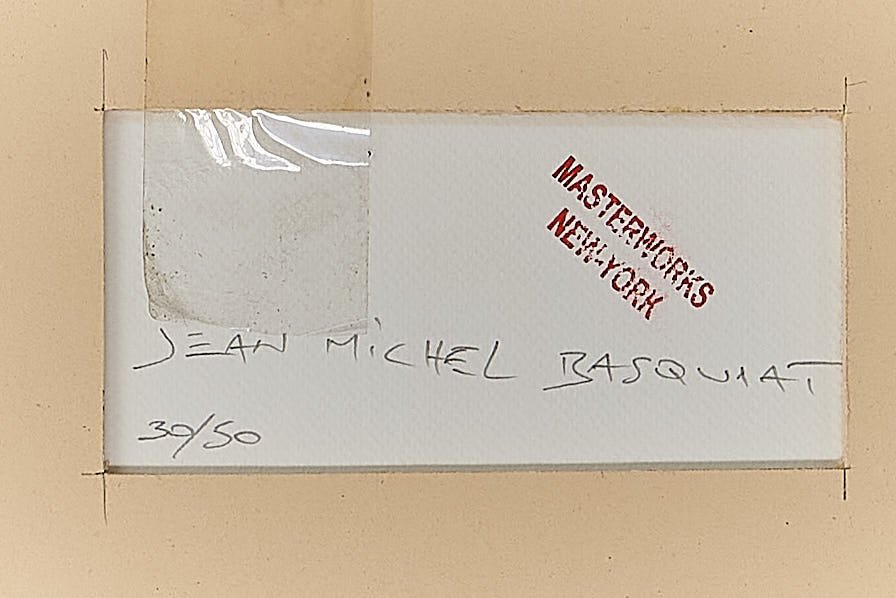 MASTERWORKS
NEW-YORK
JEAN MiCHEL BASQUIAT
30/50